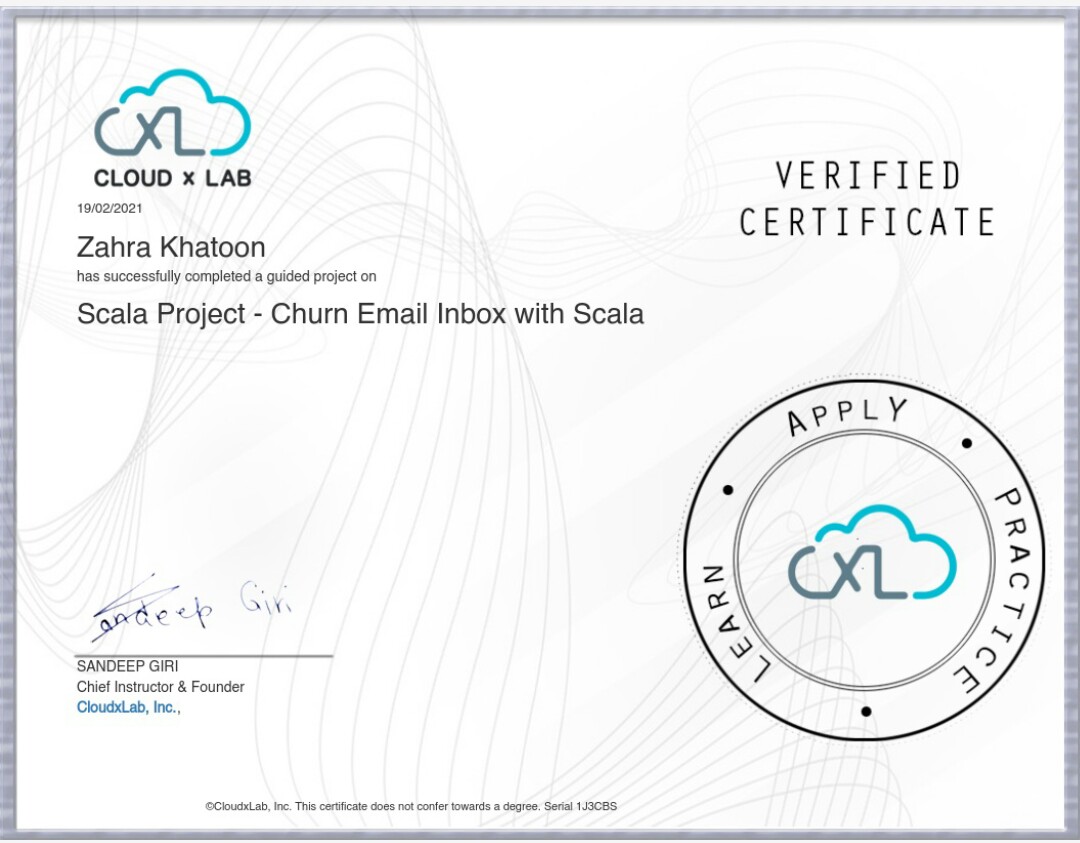 CXL
CLOUD x LAB
19/02/2021
Zahra Khatoon
has successfully completed a guided project on
Scala Project - Churn Email Inbox with Scala
VERIFIED
CERTIFICATE
APPLY
PRACTICE
LEARN
CXL
Sandeep Giri
SANDEEP GIRI
Chief Instructor & Founder
CloudxLab, Inc.,
©CloudxLab, Inc. This certificate does not confer towards a degree. Serial 1J3CBS